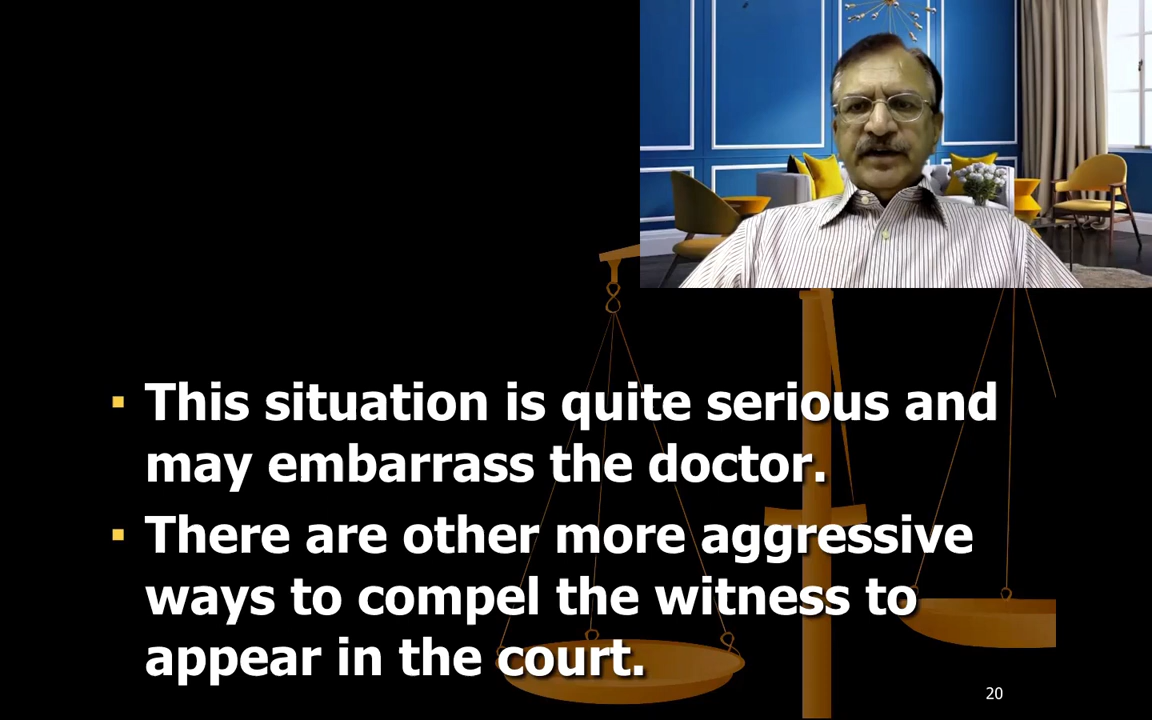 ▪ This situation is quite serious and
may embarrass the doctor.
▪ There are other more aggressive
ways to compel the witness to
appear in the court.
20